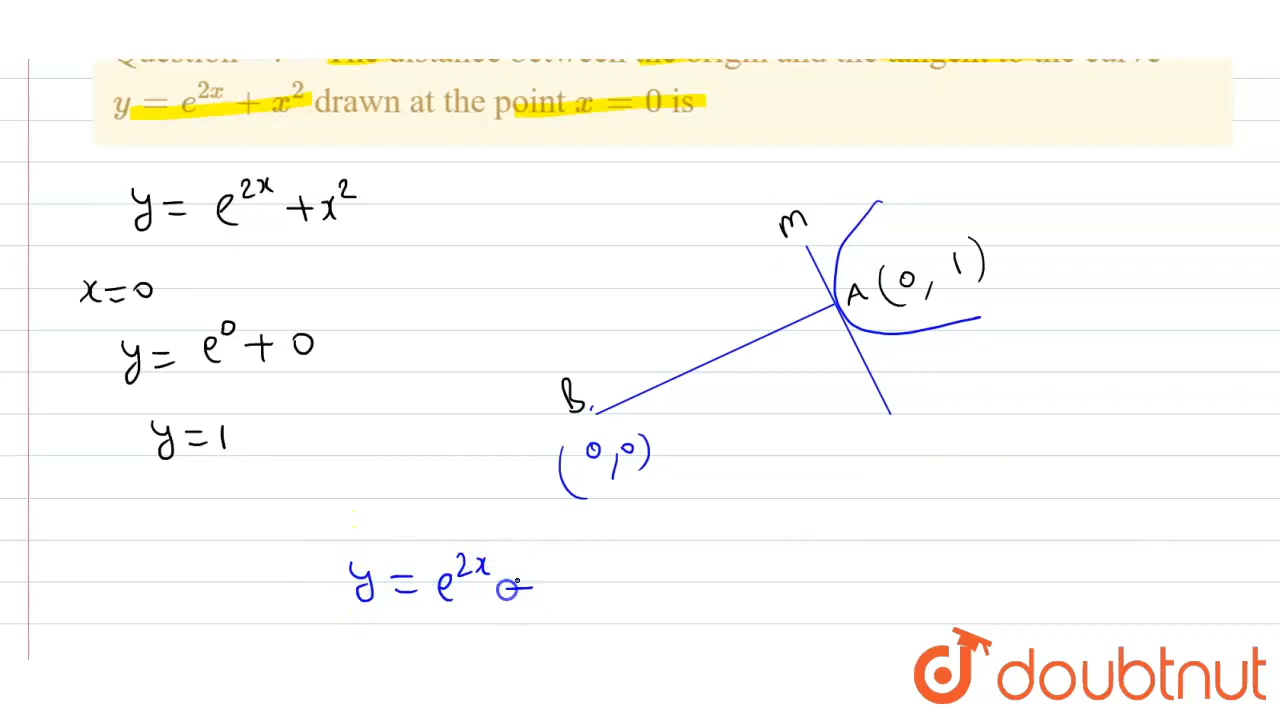 The distance between the origin and the tangent to the curve
y = e^{2x} + x^2 drawn at the point x = 0 is
y = e^{2x} + x^2
x = 0
y = e^0 + 0
y = 1
M
A (0, 1)
B.
(0,0)
y = e^{2x} +
doubtnut